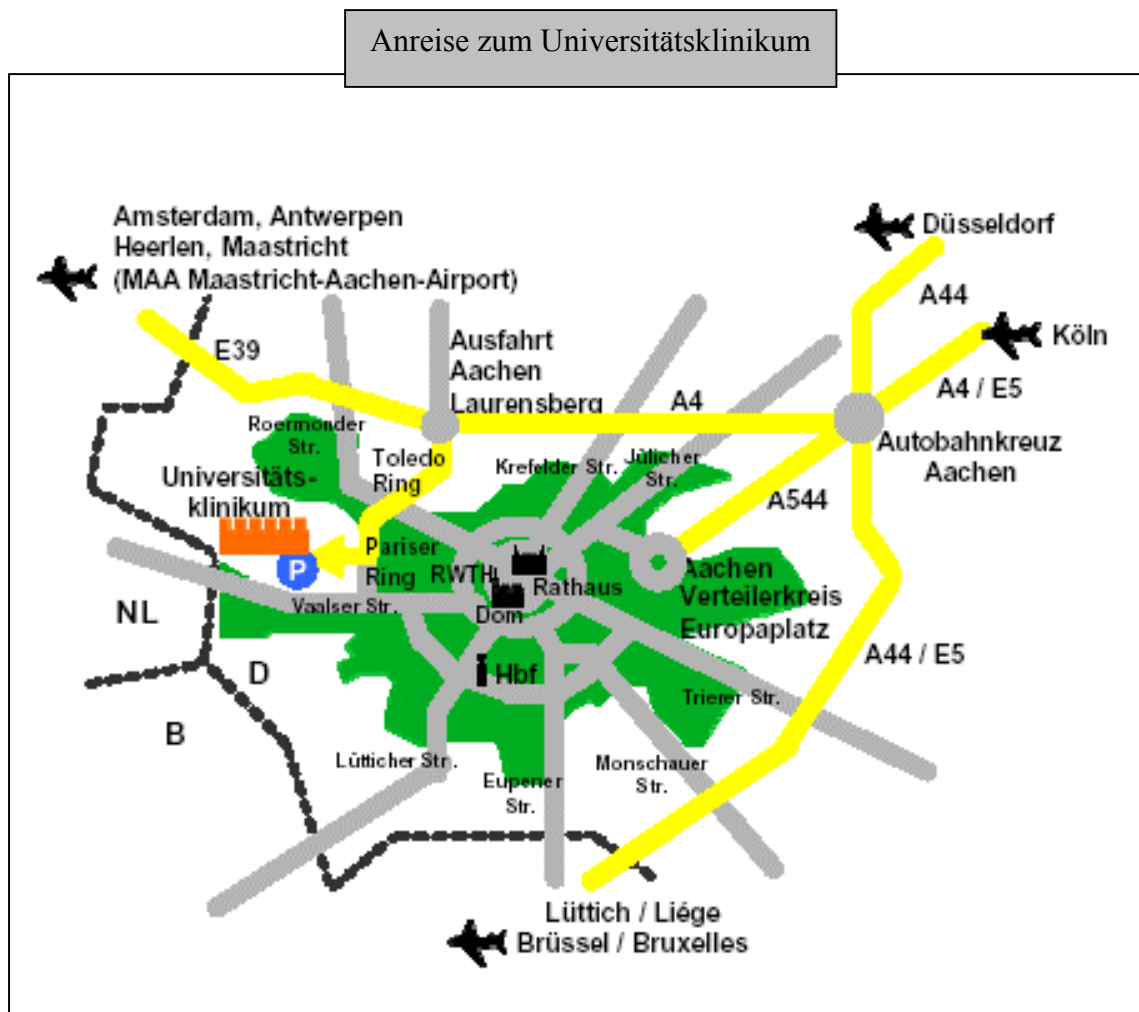 Anreise zum Universitätsklinikum
Amsterdam, Antwerpen
Heerlen, Maastricht
(MAA Maastricht-Aachen-Airport)
Düsseldorf
A44
Köln
A4 / E5
E39
Ausfahrt
Aachen
Laurensberg
A4
Autobahnkreuz
Aachen
Roermonder
Str.
Toledo
Ring
Krefelder Str.
Jülicher
Str.
Universitäts-
klinikum
A544
P
Pariser
Ring
RWTH
Rathaus
Dom
Aachen
Verteilerkreis
Europaplatz
Vaalser Str.
NL
D
B
Hbf
A44 / E5
Trierer Str.
Lütticher Str.
Eupener
Str.
Monschauer
Str.
Lüttich / Liége
Brüssel / Bruxelles